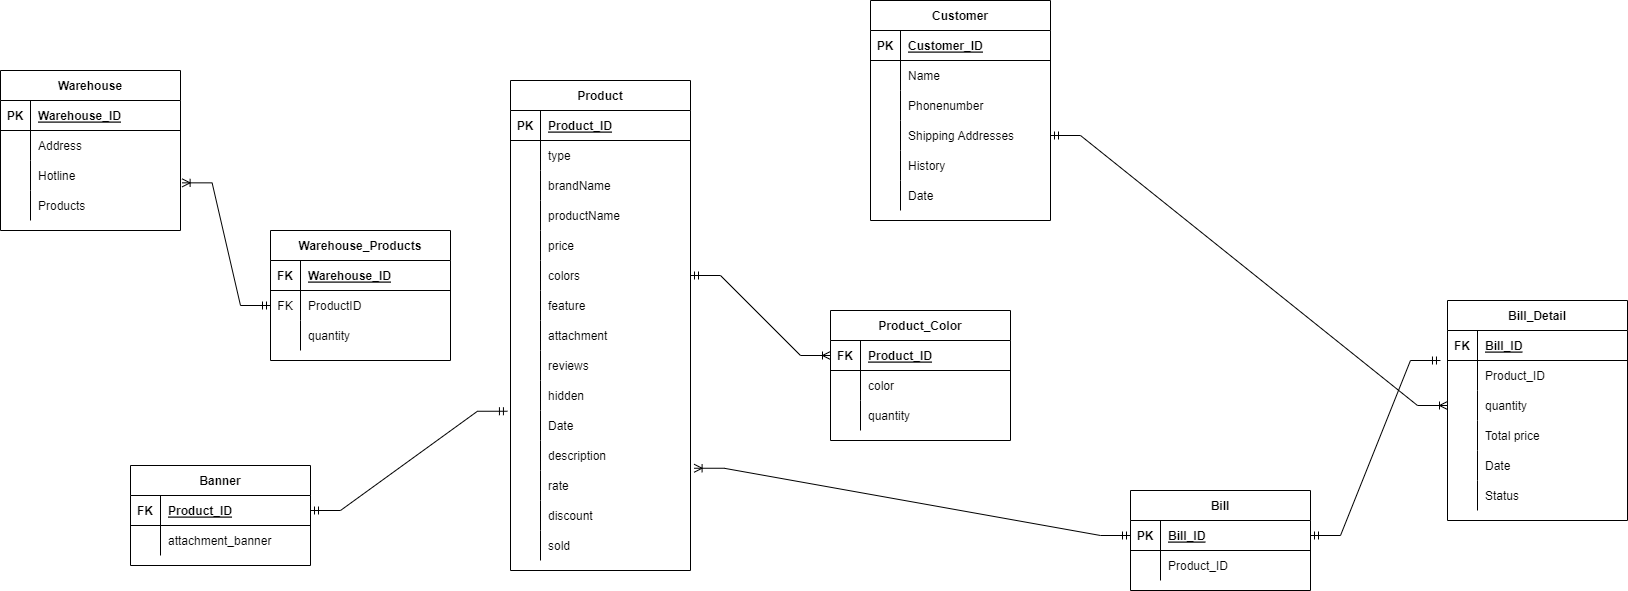 Customer
PK Customer_ID
Name
Phonenumber
Shipping Addresses
History
Date
Warehouse
PK Warehouse_ID
Address
Hotline
Products
Product
PK Product_ID
type
brandName
productName
price
colors
feature
attachment
reviews
hidden
Date
description
rate
discount
sold
Warehouse_Products
FK Warehouse_ID
FK ProductID
quantity
Product_Color
FK Product_ID
color
quantity
Bill_Detail
FK Bill_ID
Product_ID
quantity
Total price
Date
Status
Banner
FK Product_ID
attachment_banner
Bill
PK Bill_ID
Product_ID